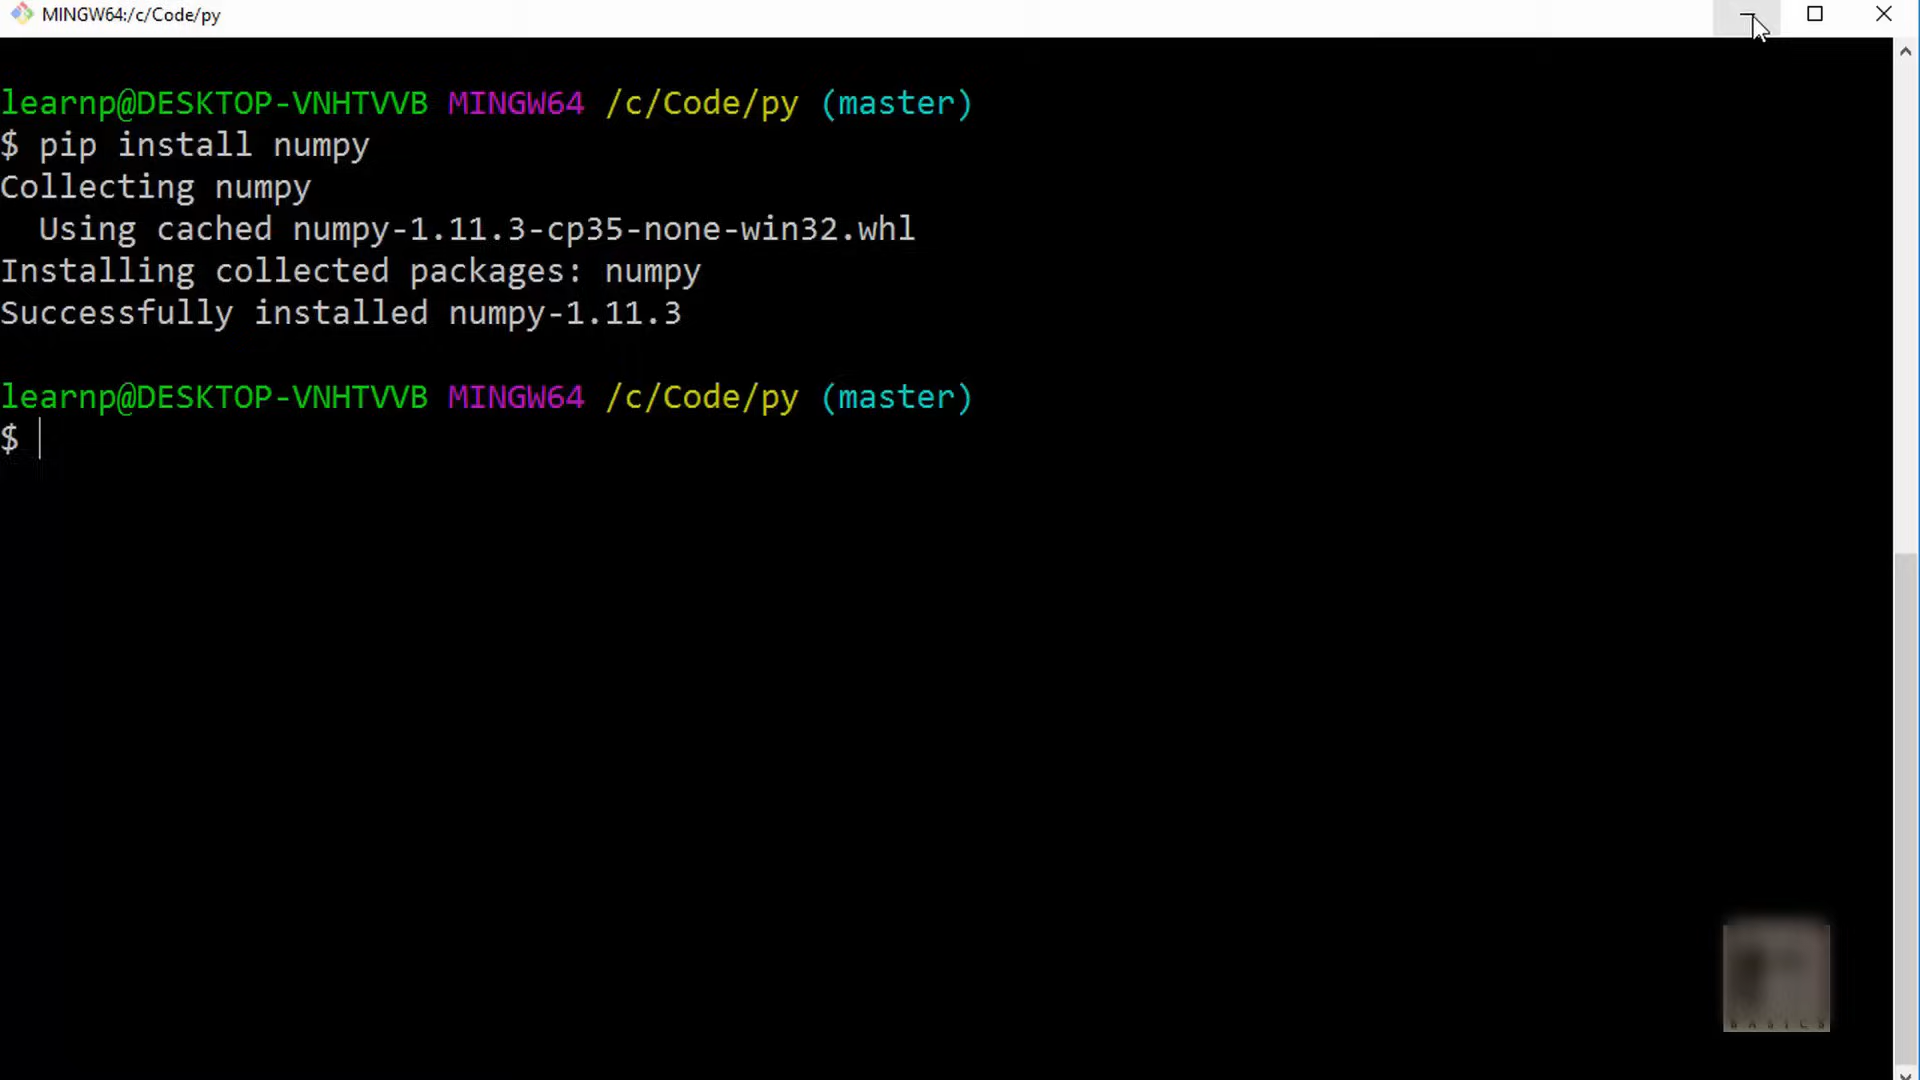 MINGW64:/c/Code/py
learnp@DESKTOP-VNHTVVB MINGW64 /c/Code/py (master)
$ pip install numpy
Collecting numpy
  Using cached numpy-1.11.3-cp35-none-win32.whl
Installing collected packages: numpy
Successfully installed numpy-1.11.3
learnp@DESKTOP-VNHTVVB MINGW64 /c/Code/py (master)
$
BASICS